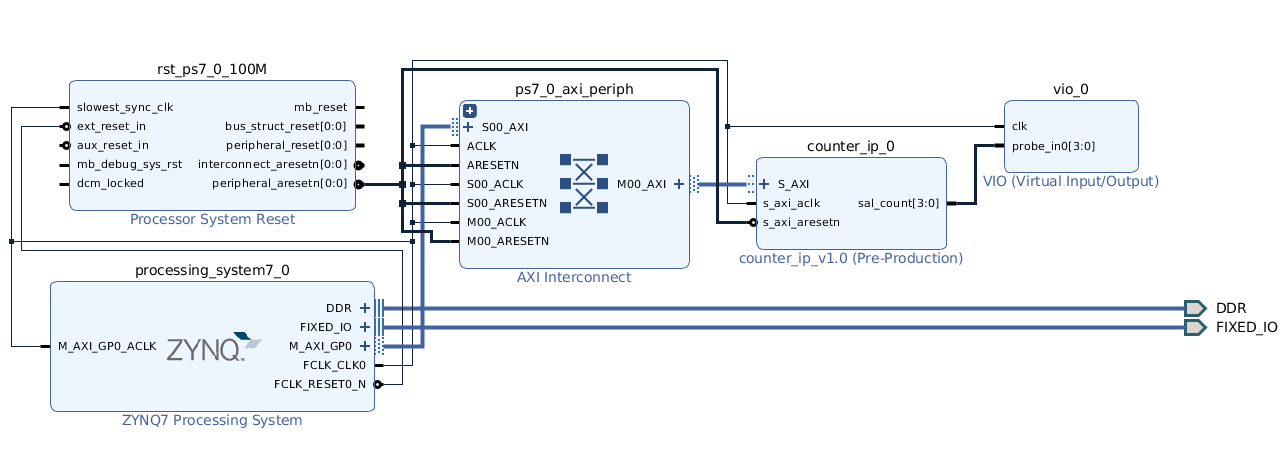 rst_ps7_0_100M
slowest_sync_clk
ext_reset_in
aux_reset_in
mb_debug_sys_rst
dcm_locked
mb_reset
bus_struct_reset[0:0]
peripheral_reset[0:0]
interconnect_aresetn[0:0]
peripheral_aresetn[0:0]
Processor System Reset
ps7_0_axi_periph
S00_AXI
ACLK
ARESETN
S00_ACLK
S00_ARESETN
M00_ACLK
M00_ARESETN
M00_AXI
AXI Interconnect
vio_0
clk
probe_in0[3:0]
VIO (Virtual Input/Output)
counter_ip_0
S_AXI
s_axi_aclk
s_axi_aresetn
sal_count[3:0]
counter_ip_v1.0 (Pre-Production)
processing_system7_0
M_AXI_GP0_ACLK
ZYNQ
DDR
FIXED_IO
M_AXI_GP0
FCLK_CLK0
FCLK_RESET0_N
ZYNQ7 Processing System
DDR
FIXED_IO